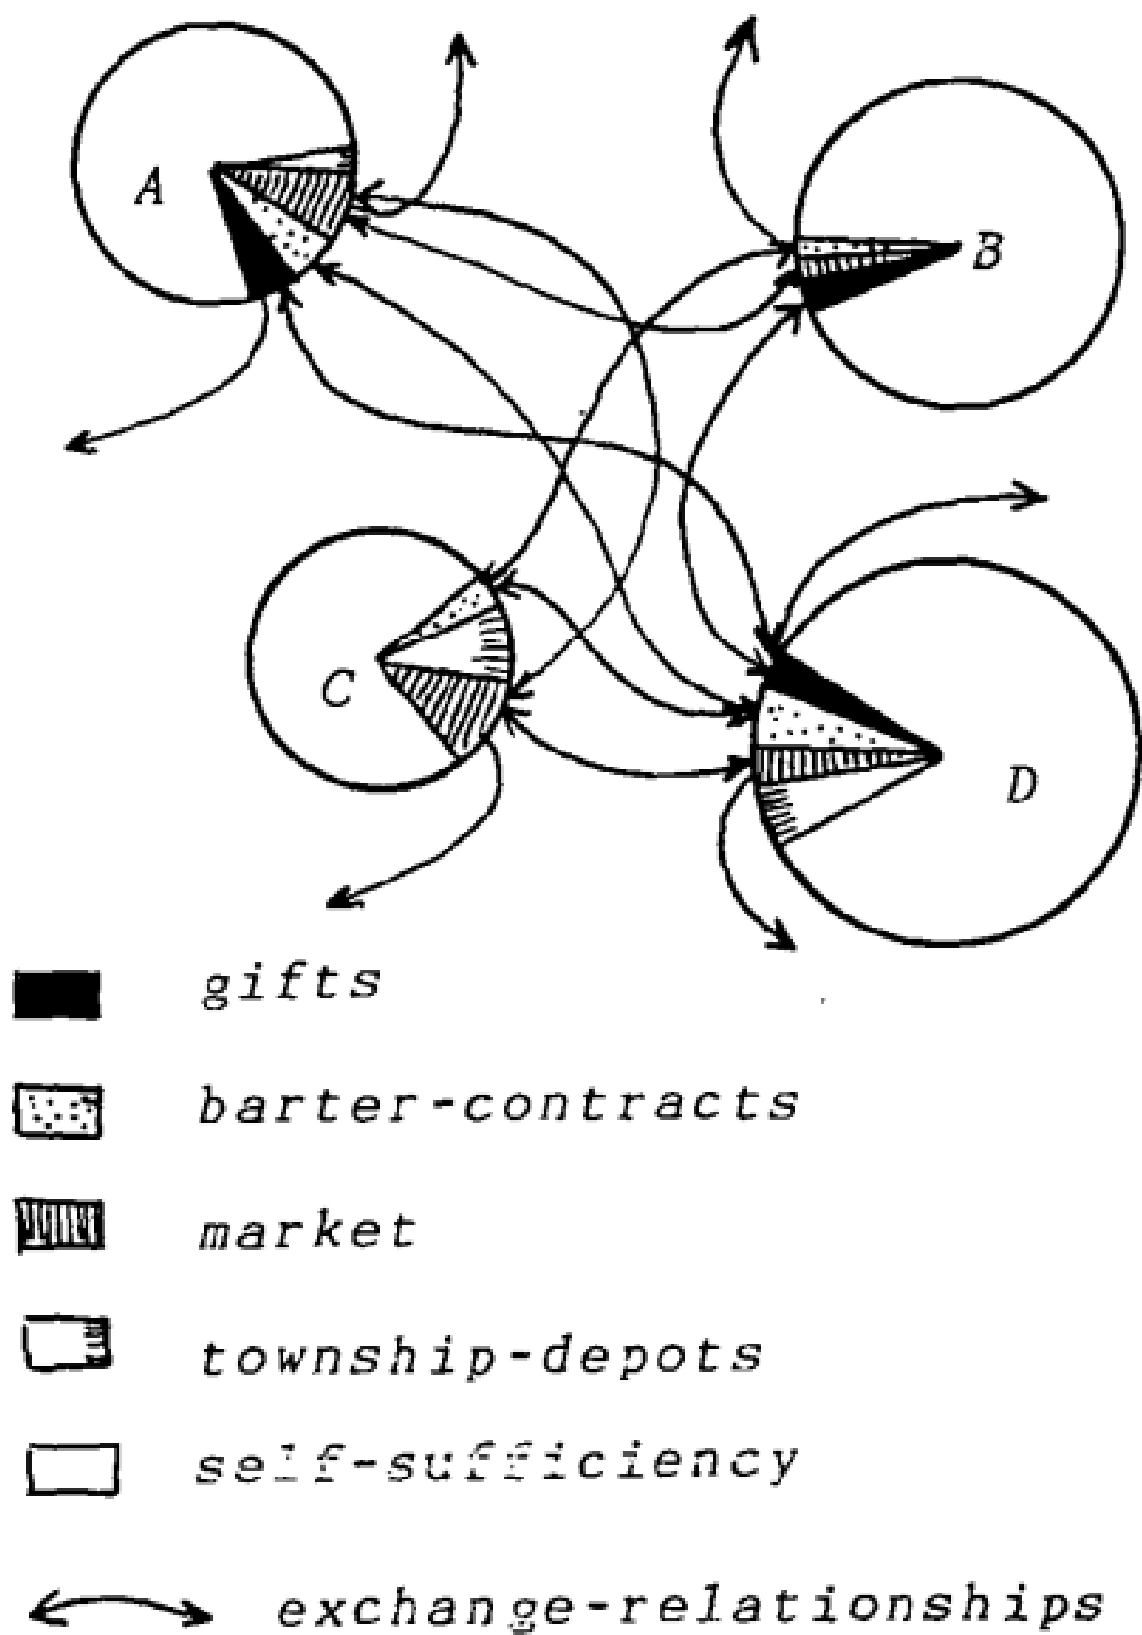 A
B
C
D
gifts
barter-contracts
market
township-depots
self-sufficiency
exchange-relationships